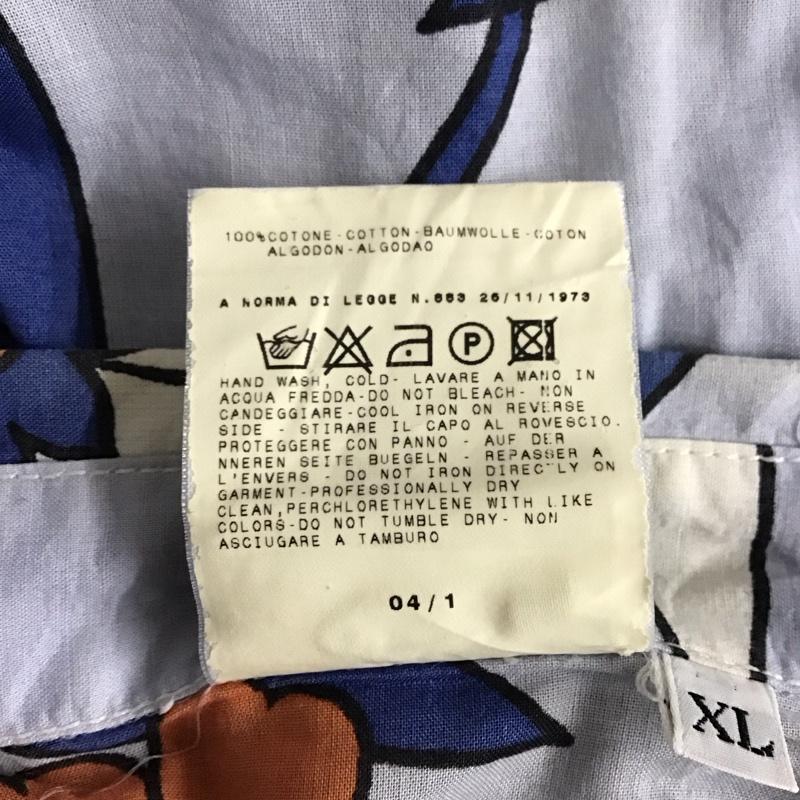 100%COTONE-COTTON-BAUMWOLLE-COTON
ALGODON-ALGODAO
A NORMA DI LEGGE N.883 26/11/1973
P
HAND WASH, COLD- LAVARE A MANO IN
ACQUA FREDDA-DO NOT BLEACH- NON
CANDEGGIARE-COOL IRON ON REVERSE
SIDE - STIRARE IL CAPO AL ROVESCIO.
PROTEGGERE CON PANNO - AUF DER
NNEREN SEITE BUEGELN - REPASSER A
L'ENVERS - DO NOT IRON DIRECTLY ON
GARMENT-PROFESSIONALLY DRY
CLEAN,PERCHLORETHYLENE WITH LIKE
COLORS-DO NOT TUMBLE DRY- NON
ASCIUGARE A TAMBURO
04/1
XL